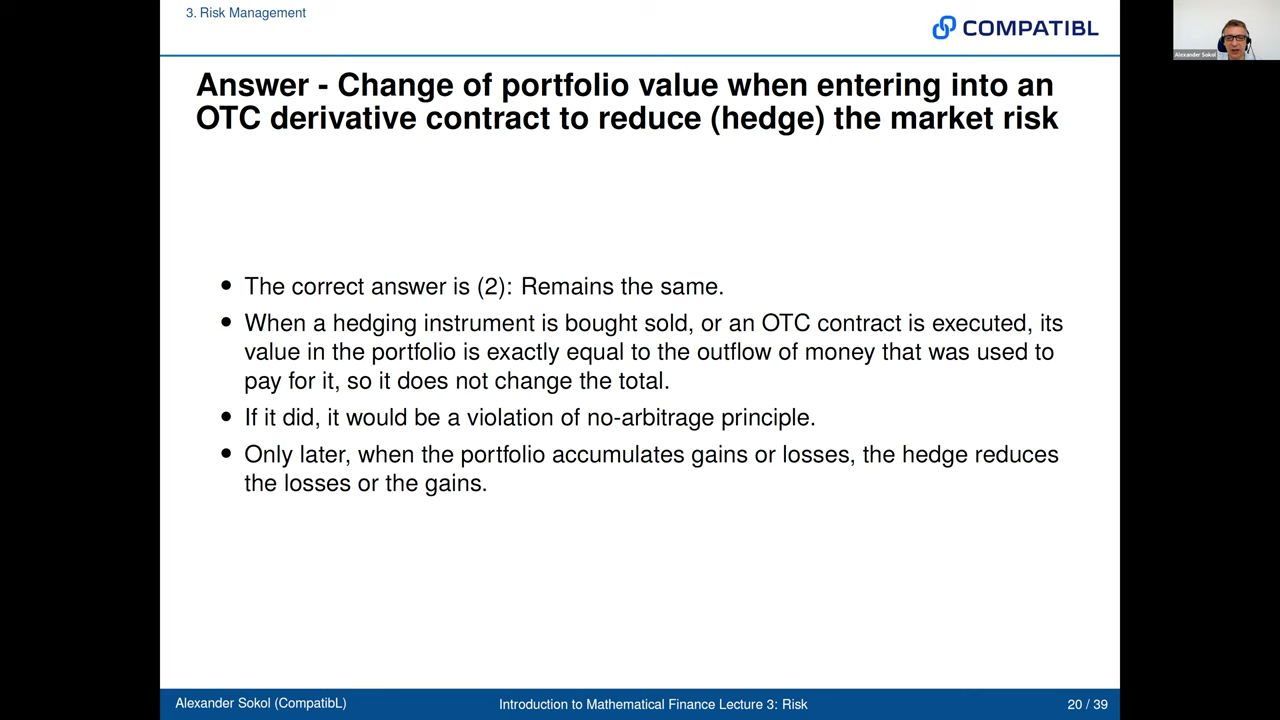 3. Risk Management
COMPATIBL
Alexander Sokol
Answer - Change of portfolio value when entering into an
OTC derivative contract to reduce (hedge) the market risk
• The correct answer is (2): Remains the same.
• When a hedging instrument is bought sold, or an OTC contract is executed, its
value in the portfolio is exactly equal to the outflow of money that was used to
pay for it, so it does not change the total.
• If it did, it would be a violation of no-arbitrage principle.
• Only later, when the portfolio accumulates gains or losses, the hedge reduces
the losses or the gains.
Alexander Sokol (CompatibL)
Introduction to Mathematical Finance Lecture 3: Risk
20 / 39